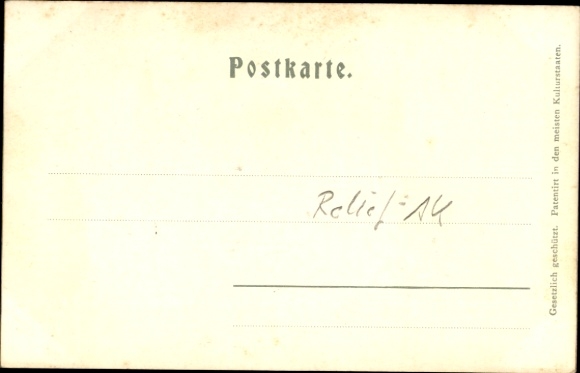 Postkarte.
Relief-AK
Gesetzlich geschützt. Patentirt in den meisten Kulturstaaten.